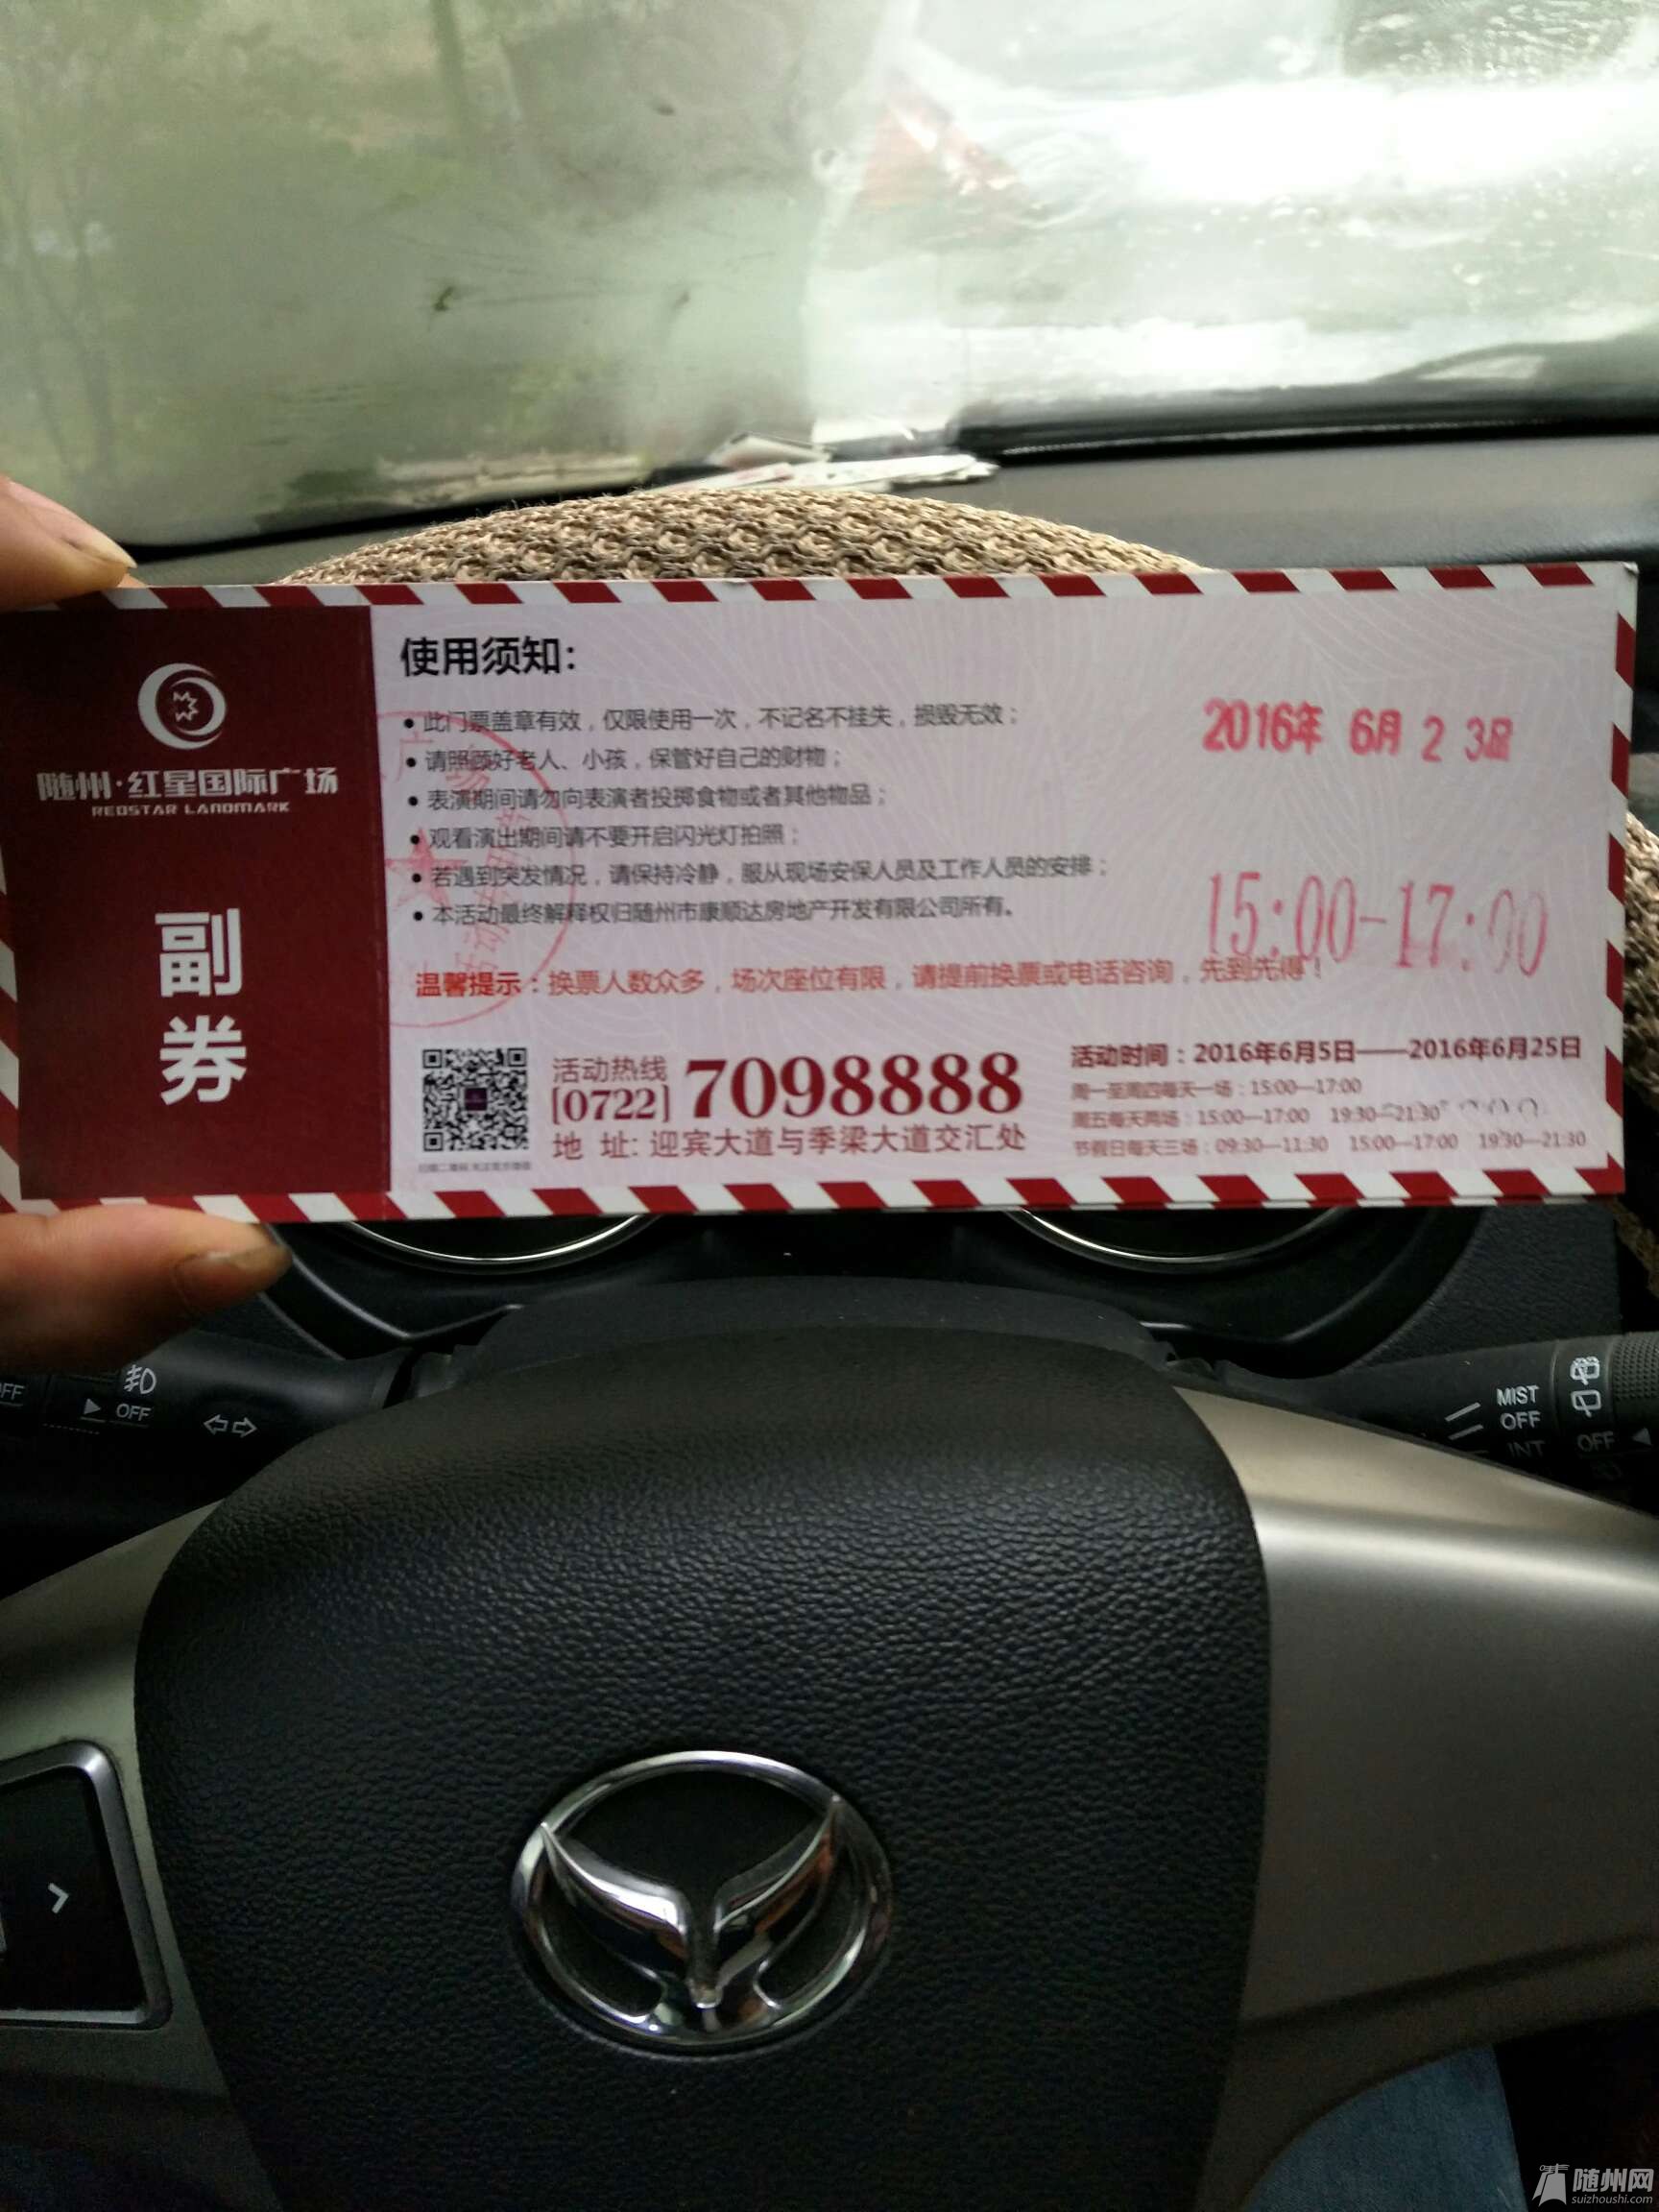 随州·红星国际广场
REDSTAR LANDMARK
副
券
使用须知：
• 此门票盖章有效，仅限使用一次，不记名不挂失，损毁无效；
• 请照顾好老人、小孩，保管好自己的财物；
• 表演期间请勿向表演者投掷食物或者其他物品；
• 观看演出期间请不要开启闪光灯拍照；
• 若遇到突发情况，请保持冷静，服从现场安保人员及工作人员的安排；
• 本活动最终解释权归随州市康顺达房地产开发有限公司所有。
2016年 6月 2 3日
15:00-17:00
温馨提示：换票人数众多，场次座位有限，请提前换票或电话咨询，先到先得！
活动热线
[0722] 7098888
地 址: 迎宾大道与季梁大道交汇处
活动时间：2016年6月5日——2016年6月25日
周一至周四每天一场：15:00—17:00
周五每天两场：15:00—17:00 19:30—21:30
节假日每天三场：09:30—11:30 15:00—17:00 19:30—21:30
OFF
OFF
MIST
OFF
INT
OFF
随州网
suizhoushi.com